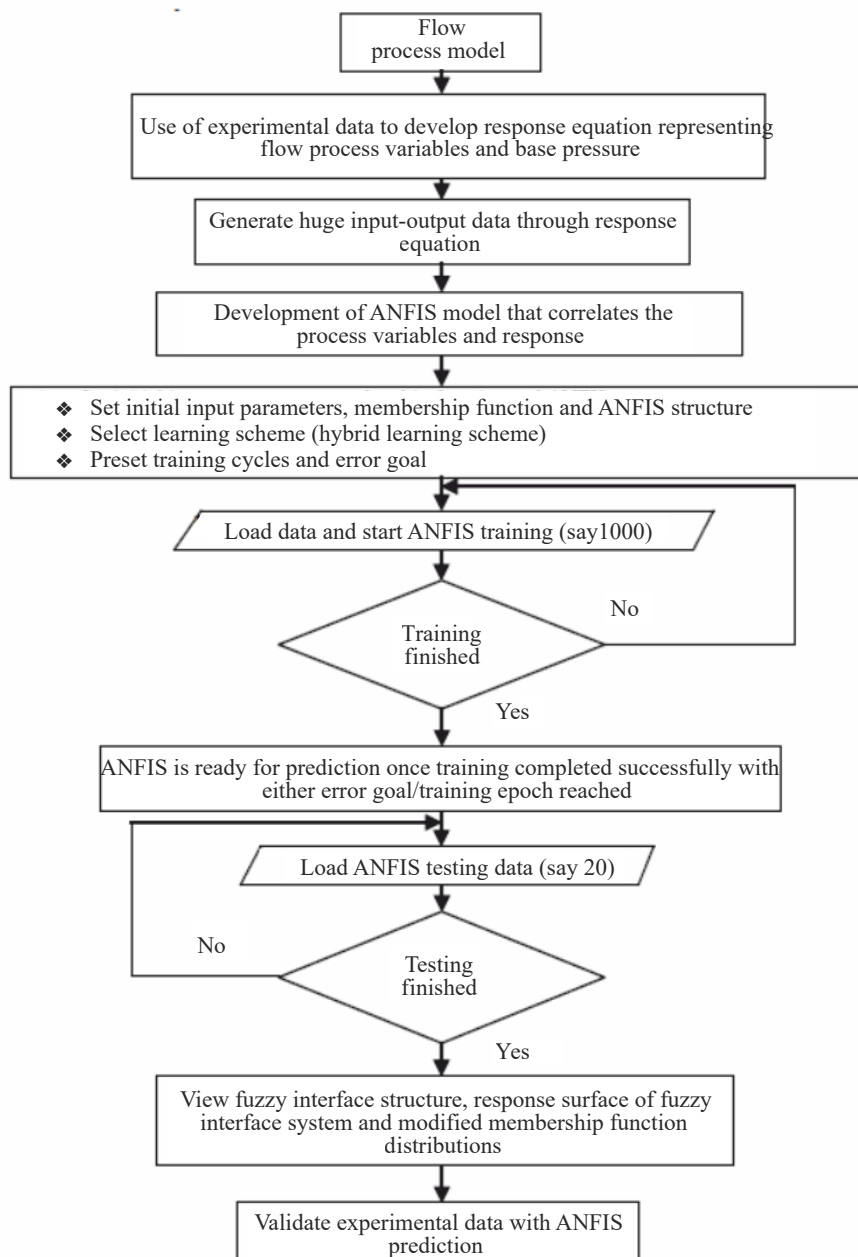 Flow
process model
Use of experimental data to develop response equation representing
flow process variables and base pressure
Generate huge input-output data through response
equation
Development of ANFIS model that correlates the
process variables and response
❖ Set initial input parameters, membership function and ANFIS structure
❖ Select learning scheme (hybrid learning scheme)
❖ Preset training cycles and error goal
Load data and start ANFIS training (say1000)
Training
finished
No
Yes
ANFIS is ready for prediction once training completed successfully with
either error goal/training epoch reached
Load ANFIS testing data (say 20)
No
Testing
finished
Yes
View fuzzy interface structure, response surface of fuzzy
interface system and modified membership function
distributions
Validate experimental data with ANFIS
prediction